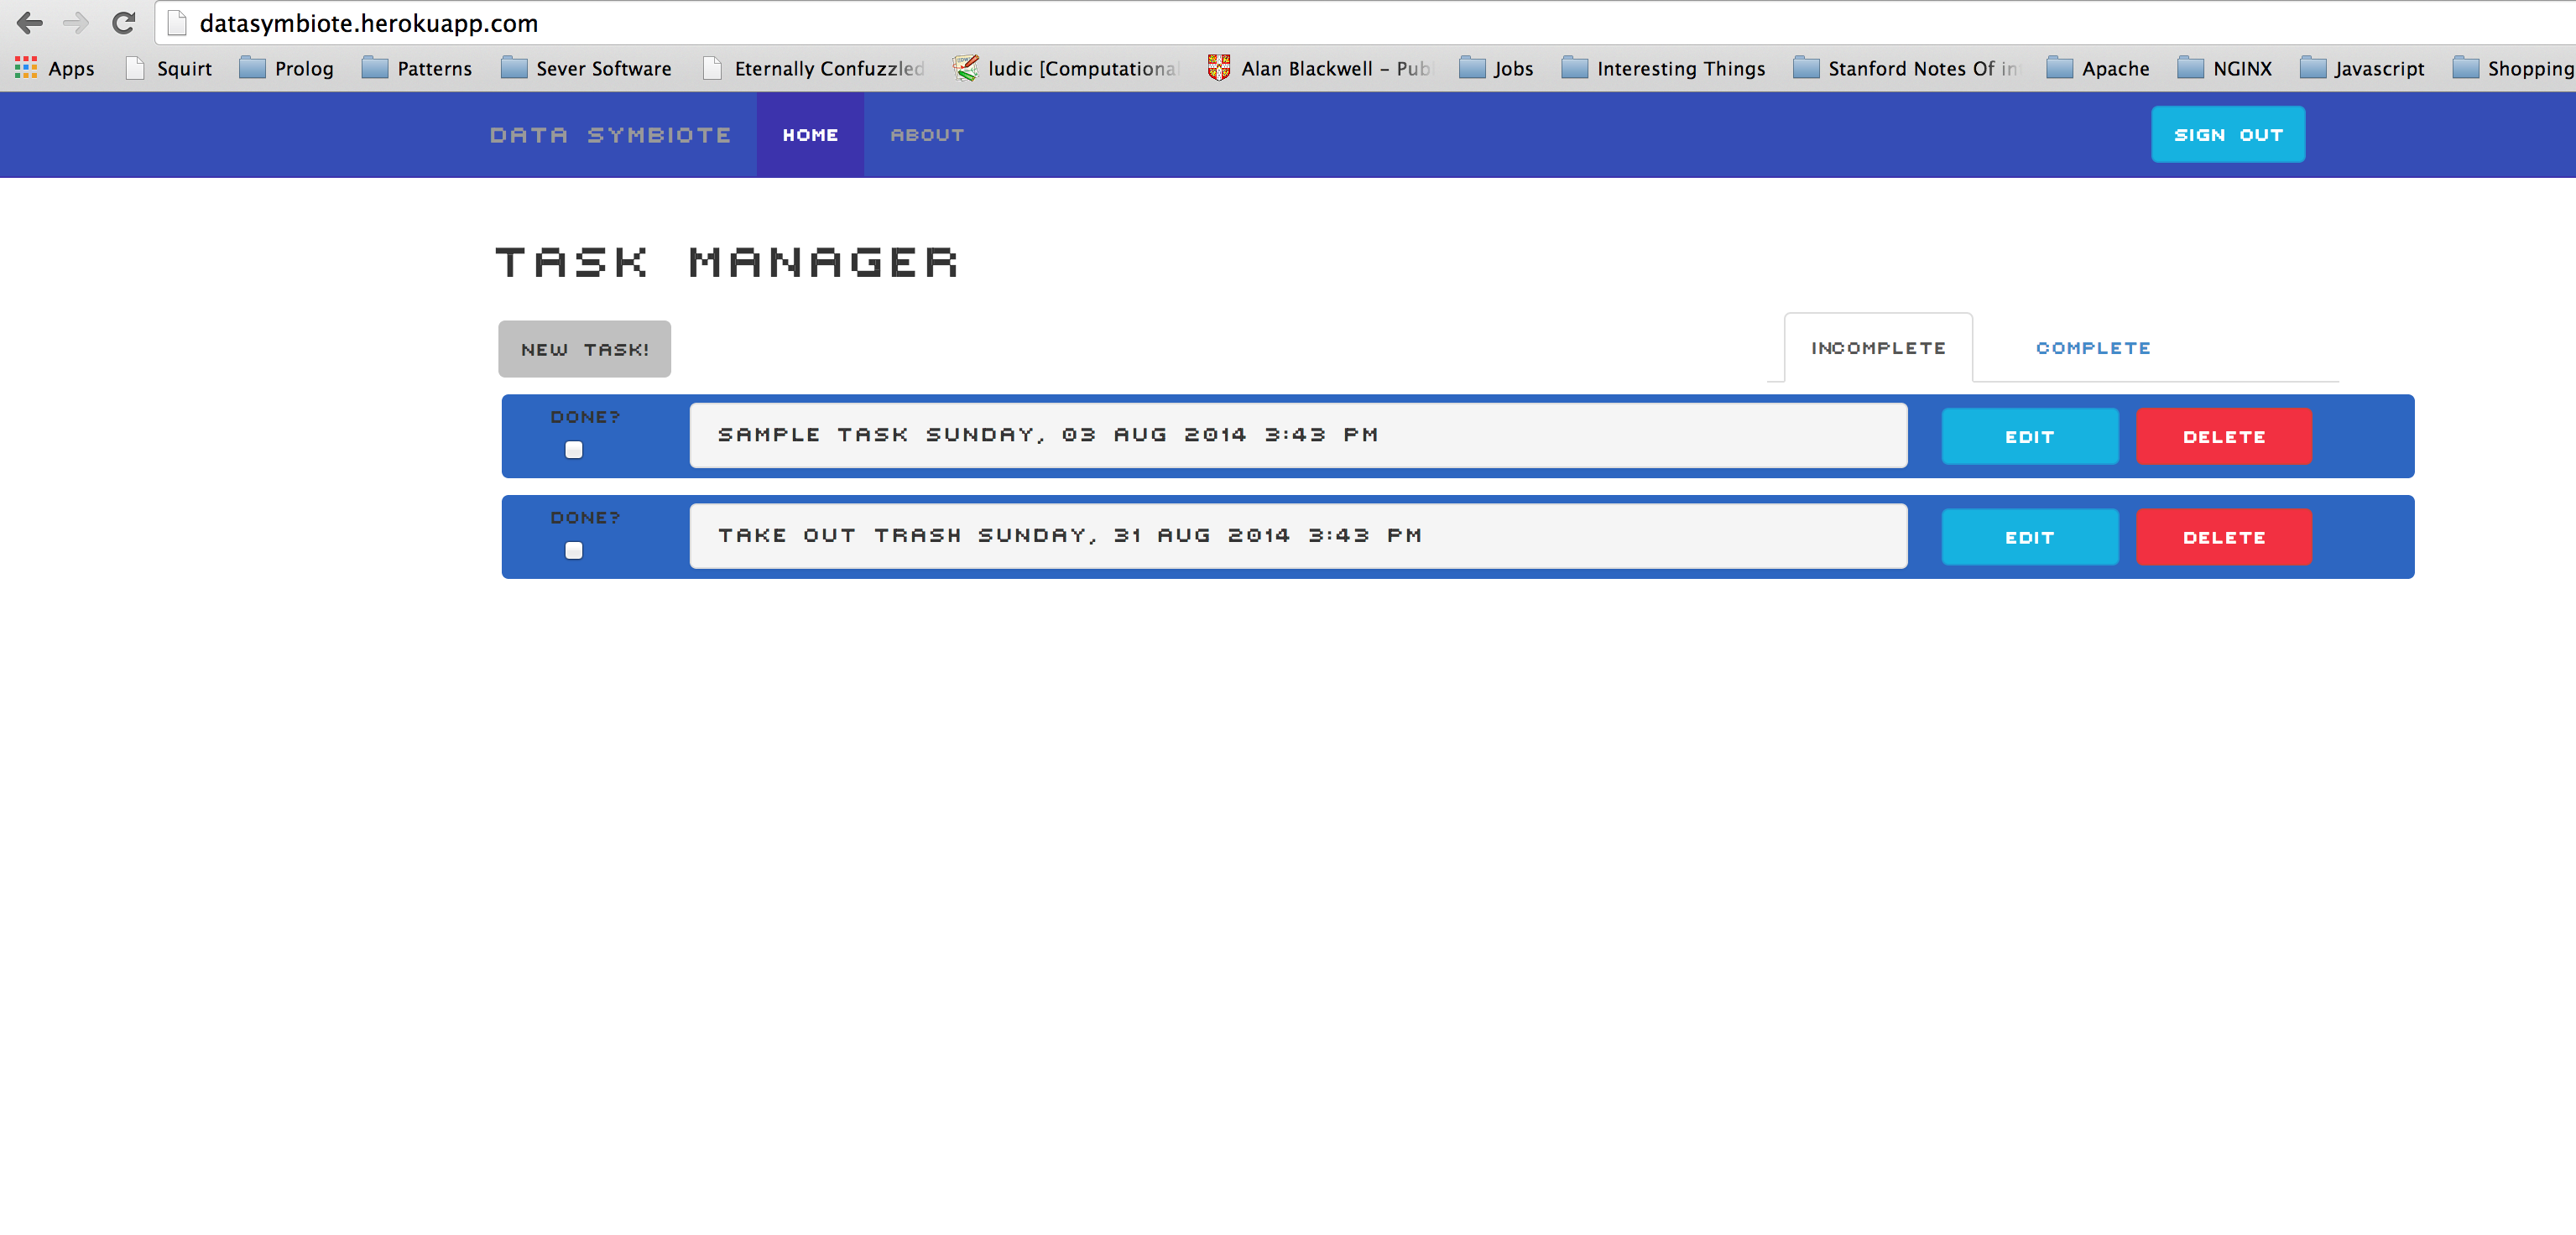 datasymbiote.herokuapp.com
Apps Squirt Prolog Patterns Sever Software Eternally Confuzzled ludic [Computational Alan Blackwell – Pub Jobs Interesting Things Stanford Notes Of in Apache NGINX Javascript Shopping
DATA SYMBIOTE HOME ABOUT SIGN OUT
TASK MANAGER
NEW TASK! INCOMPLETE COMPLETE
DONE?
SAMPLE TASK SUNDAY, 03 AUG 2014 3:43 PM EDIT DELETE
DONE?
TAKE OUT TRASH SUNDAY, 31 AUG 2014 3:43 PM EDIT DELETE